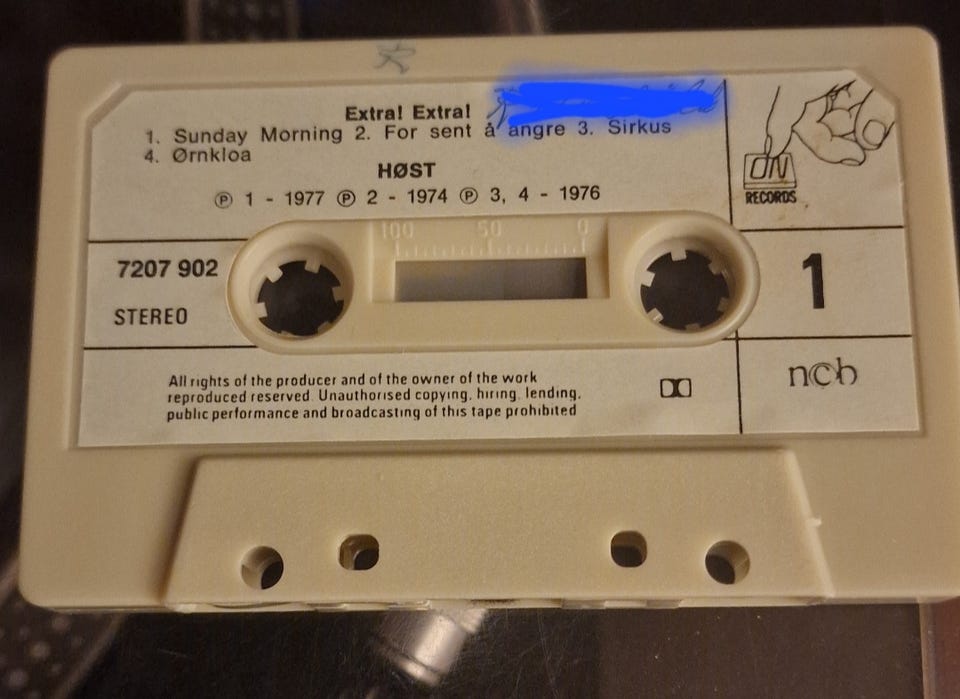 Extra! Extra!
1. Sunday Morning 2. For sent å angre 3. Sirkus
4. Ørnkloa
HØST
Ⓟ 1 - 1977 Ⓟ 2 - 1974 Ⓟ 3, 4 - 1976
ON
RECORDS
100 50 0
7207 902
STEREO
1
All rights of the producer and of the owner of the work
reproduced reserved. Unauthorised copying, hiring, lending,
public performance and broadcasting of this tape prohibited
ncb